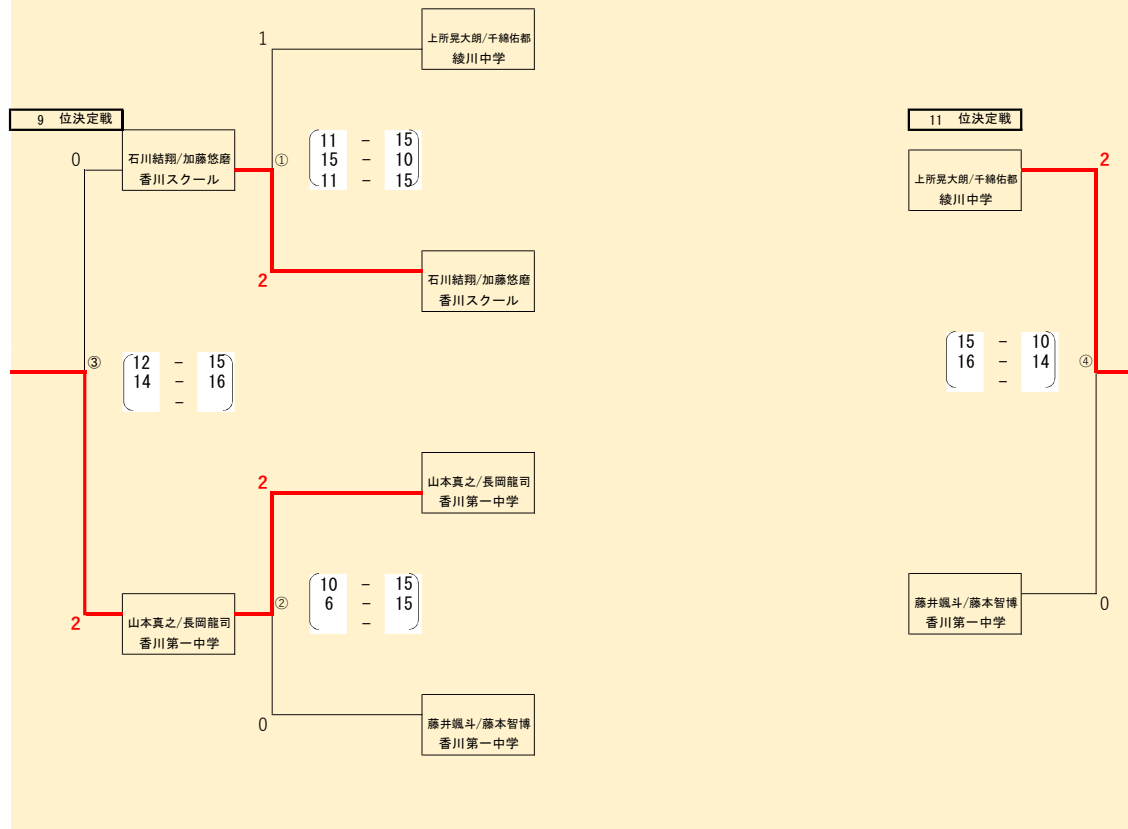 1
上所晃大朗/千綿佑都
綾川中学
9 位決定戦
11 位決定戦
0
石川結翔/加藤悠磨
香川スクール
①
11 - 15
15 - 10
11 - 15
上所晃大朗/千綿佑都
綾川中学
2
2
石川結翔/加藤悠磨
香川スクール
③
12 - 15
14 - 16
-
15 - 10
16 - 14
-
④
2
山本真之/長岡龍司
香川第一中学
2
山本真之/長岡龍司
香川第一中学
②
10 - 15
6 - 15
-
藤井颯斗/藤本智博
香川第一中学
0
0
藤井颯斗/藤本智博
香川第一中学